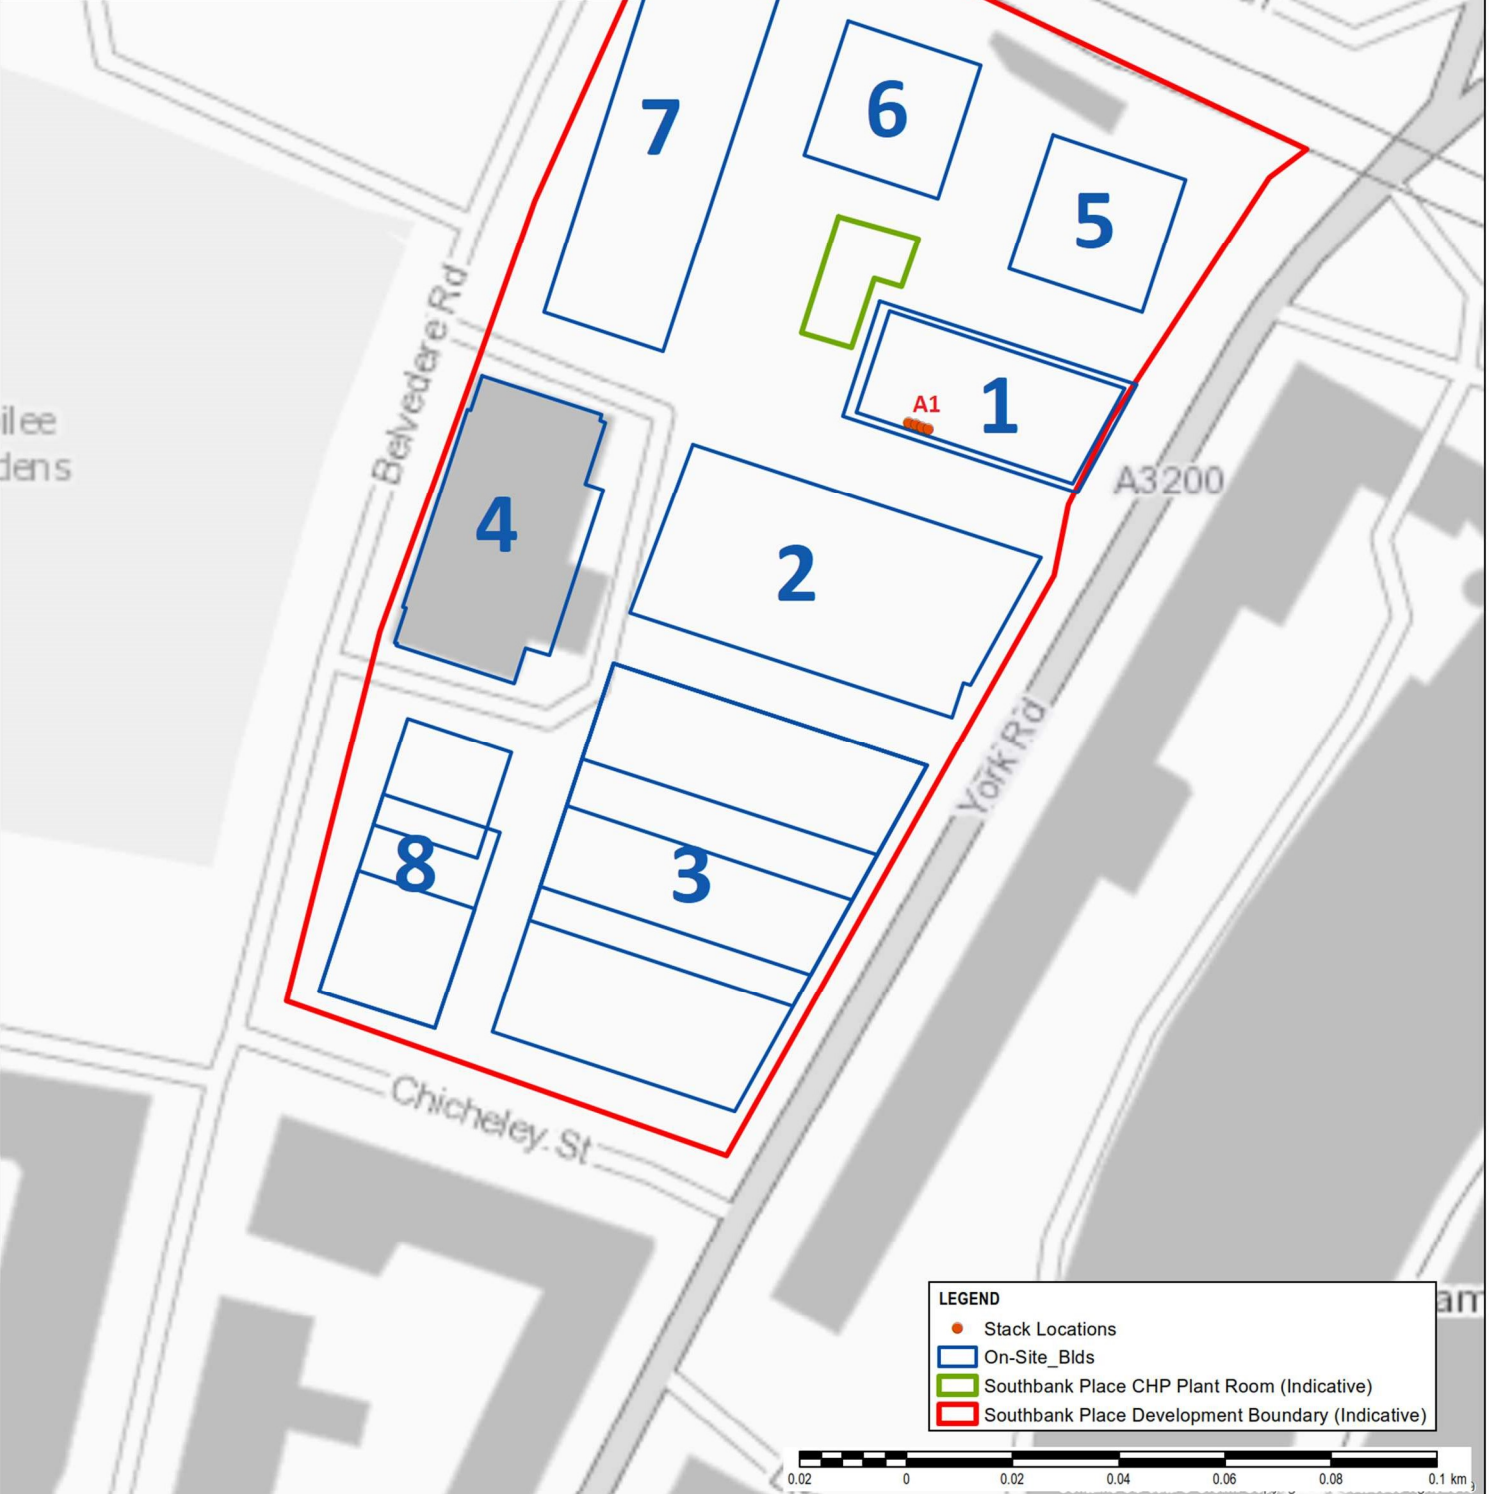 7
6
5
Belvedere Rd
A1
1
ilee
dens
4
A3200
2
York Rd
8
3
Chicheley St
LEGEND
Stack Locations
On-Site_Blds
Southbank Place CHP Plant Room (Indicative)
Southbank Place Development Boundary (Indicative)
am
0.02 0 0.02 0.04 0.06 0.08 0.1 km